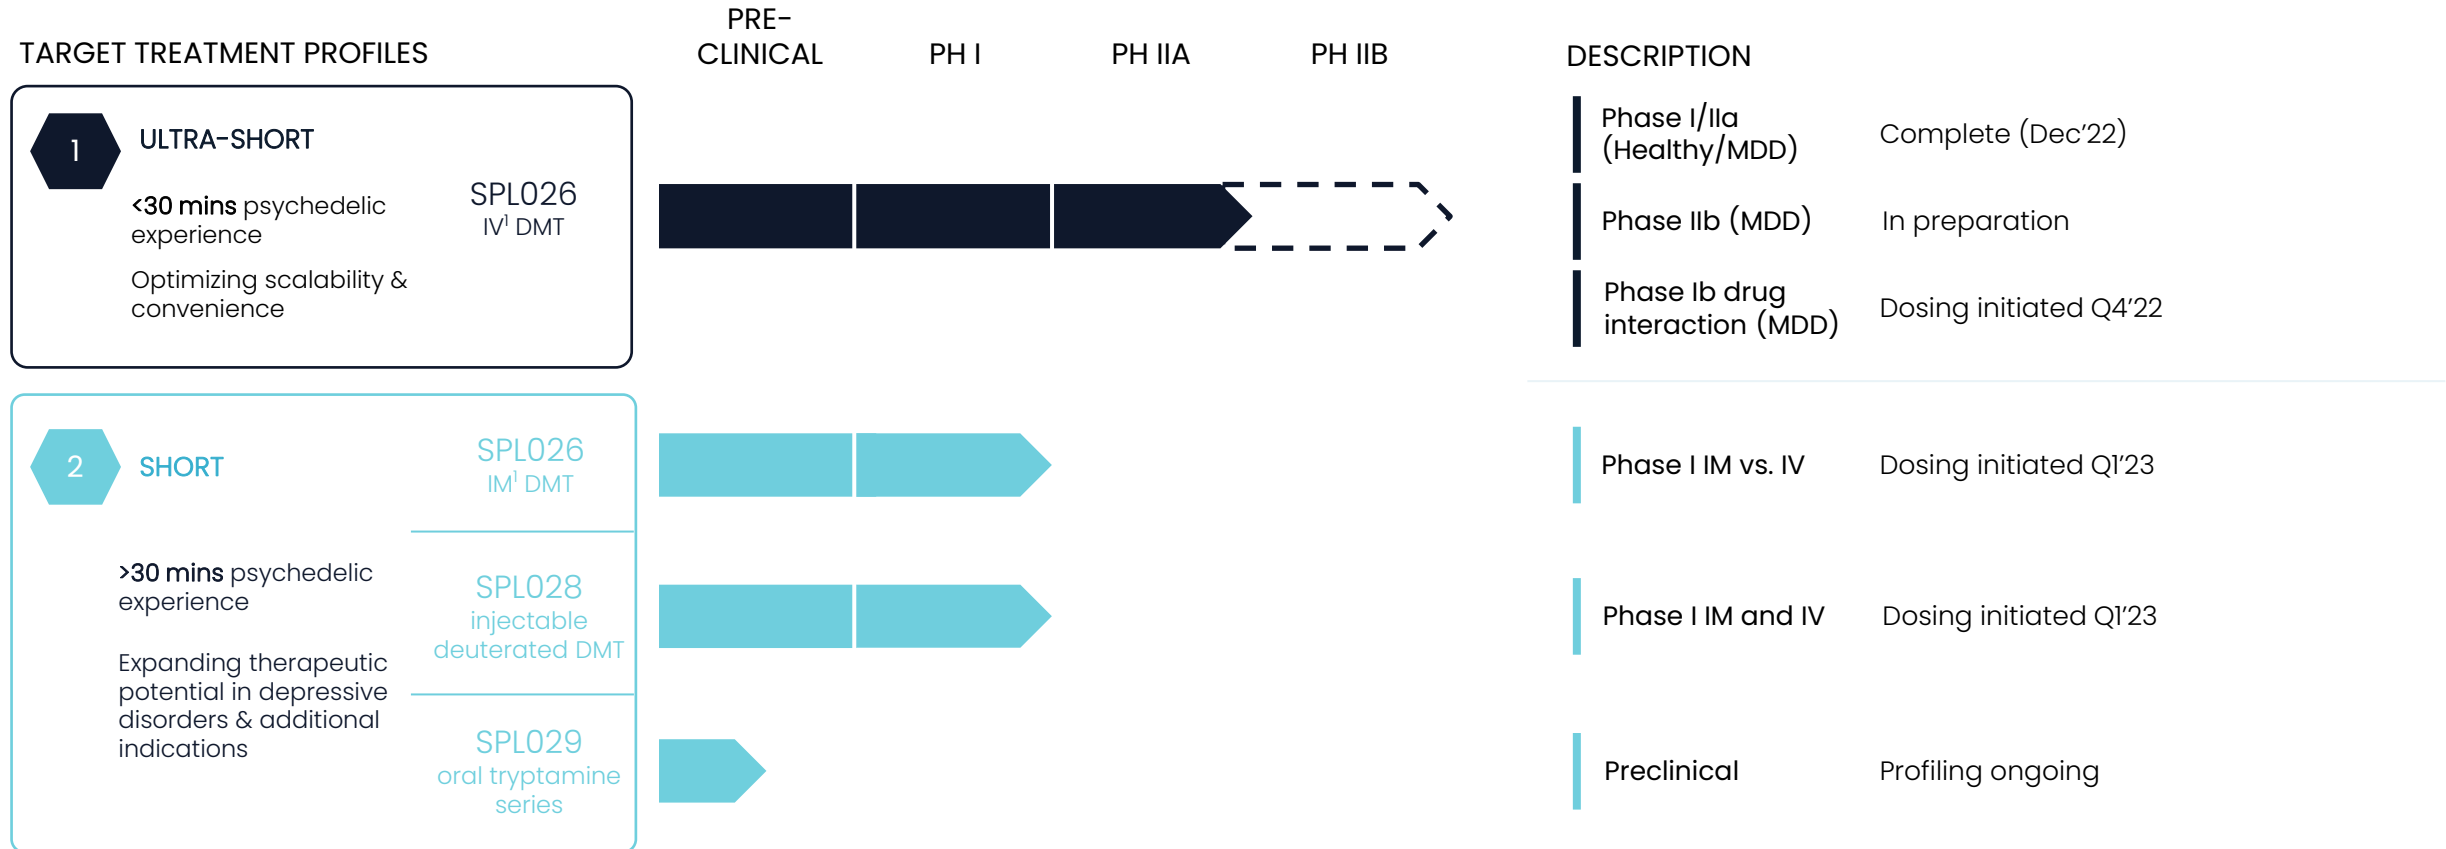 TARGET TREATMENT PROFILES
PRE-
CLINICAL
PH I
PH IIA
PH IIB
DESCRIPTION
1
ULTRA-SHORT
<30 mins psychedelic
experience
Optimizing scalability &
convenience
SPL026
IV¹ DMT
Phase I/IIa
(Healthy/MDD)
Complete (Dec'22)
Phase IIb (MDD)
In preparation
Phase Ib drug
interaction (MDD)
Dosing initiated Q4'22
2
SHORT
>30 mins psychedelic
experience
Expanding therapeutic
potential in depressive
disorders & additional
indications
SPL026
IM¹ DMT
Phase I IM vs. IV
Dosing initiated Q1'23
SPL028
injectable
deuterated DMT
Phase I IM and IV
Dosing initiated Q1'23
SPL029
oral tryptamine
series
Preclinical
Profiling ongoing